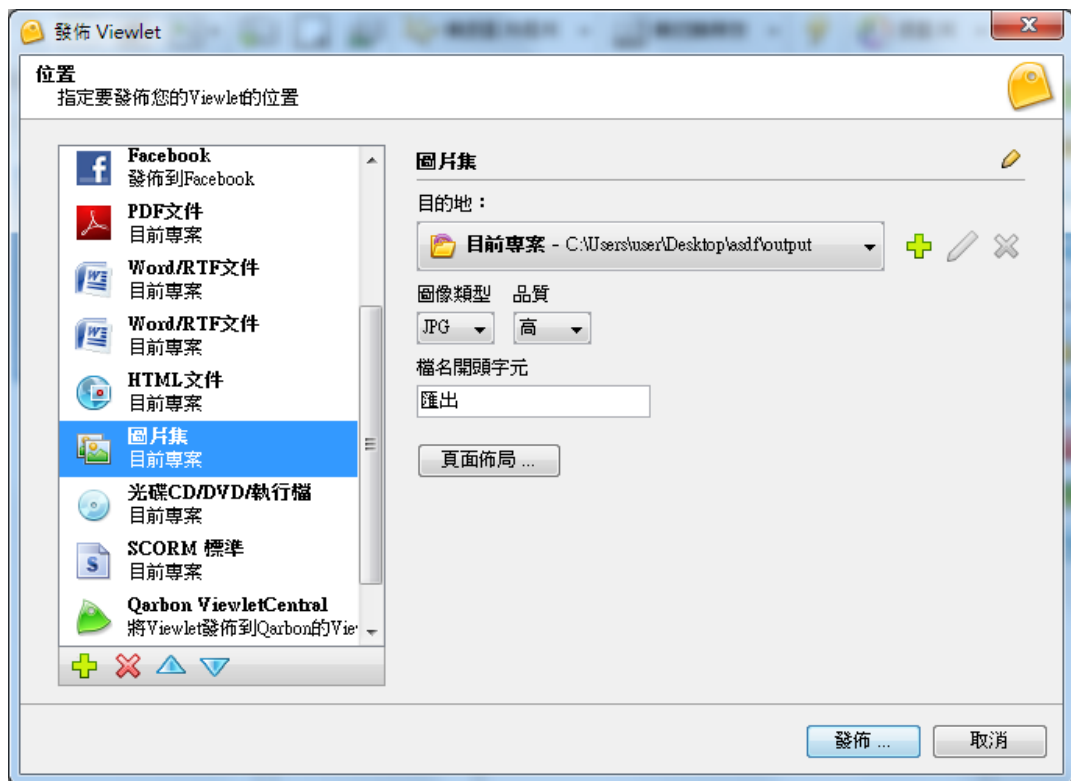 發佈 Viewlet
位置
指定要發佈您的Viewlet的位置
Facebook
發佈到Facebook
PDF文件
目前專案
Word/RTF文件
目前專案
Word/RTF文件
目前專案
HTML文件
目前專案
圖片集
目前專案
光碟CD/DVD/執行檔
目前專案
SCORM 標準
目前專案
Qarbon ViewletCentral
將Viewlet發佈到Qarbon的Vie
圖片集
目的地：
目前專案 - C:\Users\user\Desktop\asdf\output
圖像類型 品質
JPG 高
檔名開頭字元
匯出
頁面佈局 ...
發佈 ... 取消